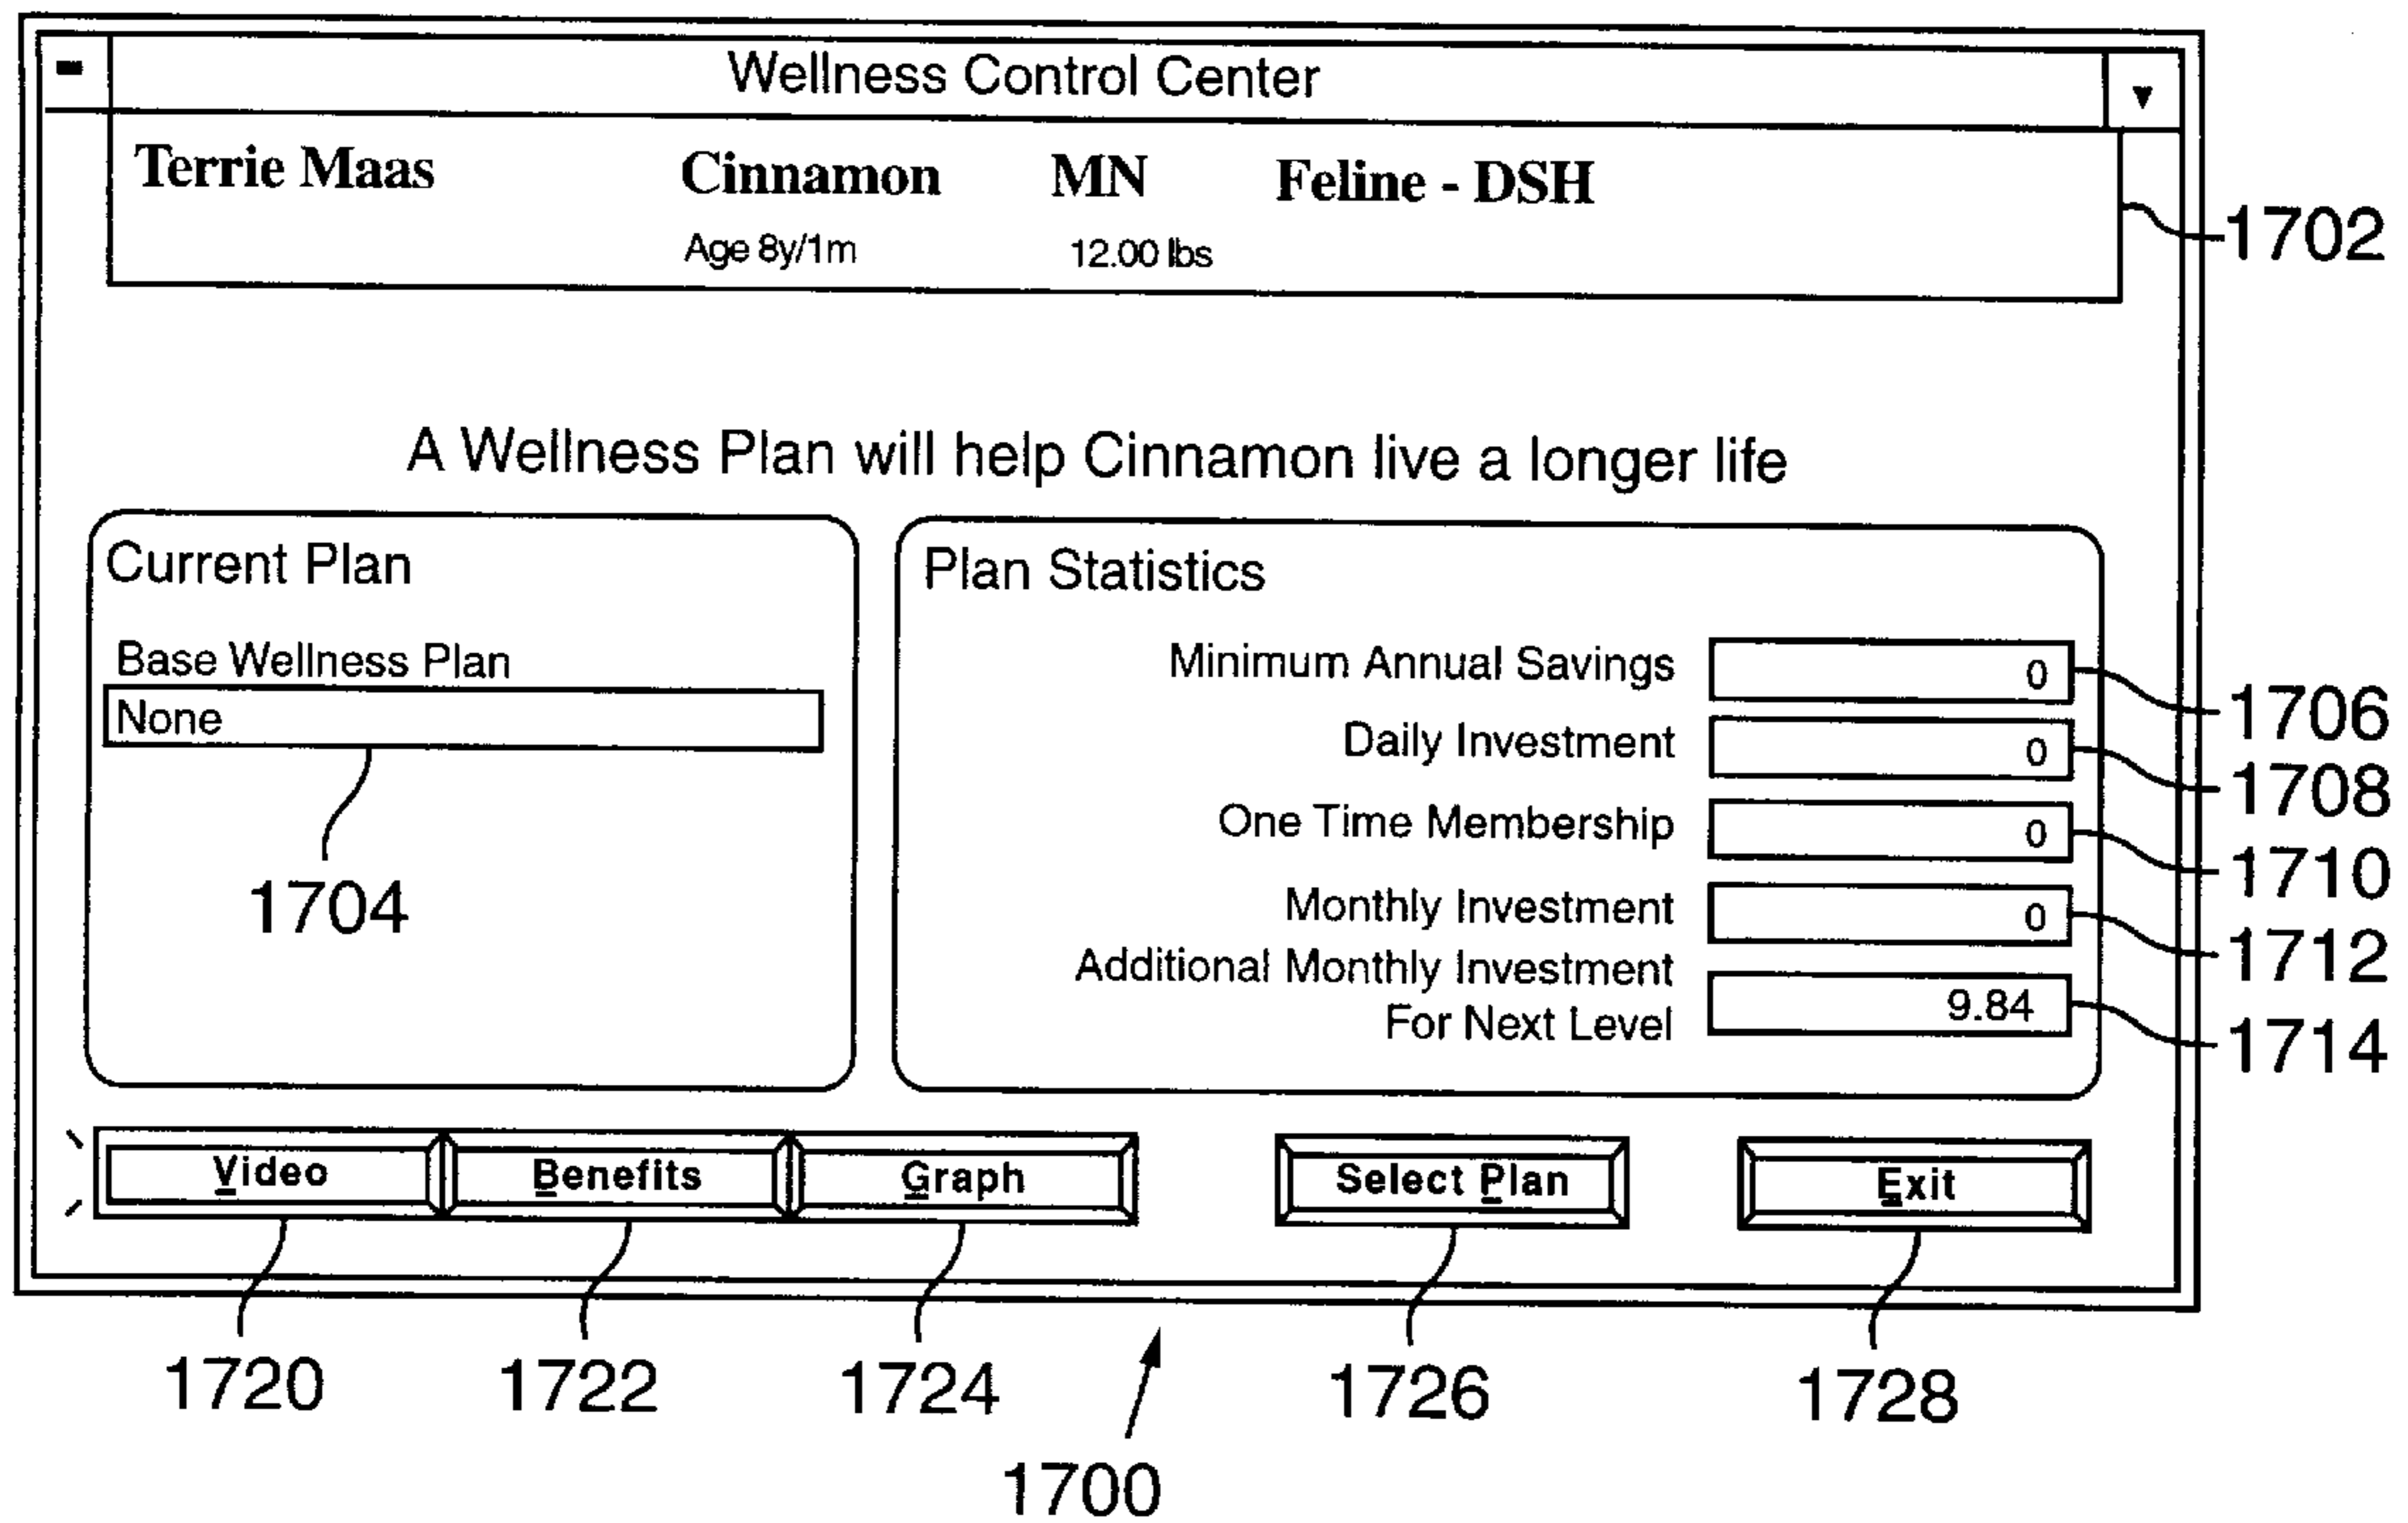 Wellness Control Center
Terrie Maas Cinnamon MN Feline - DSH
Age 8y/1m 12.00 lbs
1702
A Wellness Plan will help Cinnamon live a longer life
Current Plan
Base Wellness Plan
None
1704
Plan Statistics
Minimum Annual Savings 0
1706
Daily Investment 0
1708
One Time Membership 0
1710
Monthly Investment 0
1712
Additional Monthly Investment
For Next Level 9.84
1714
Video Benefits Graph Select Plan Exit
1720 1722 1724 1726 1728
1700